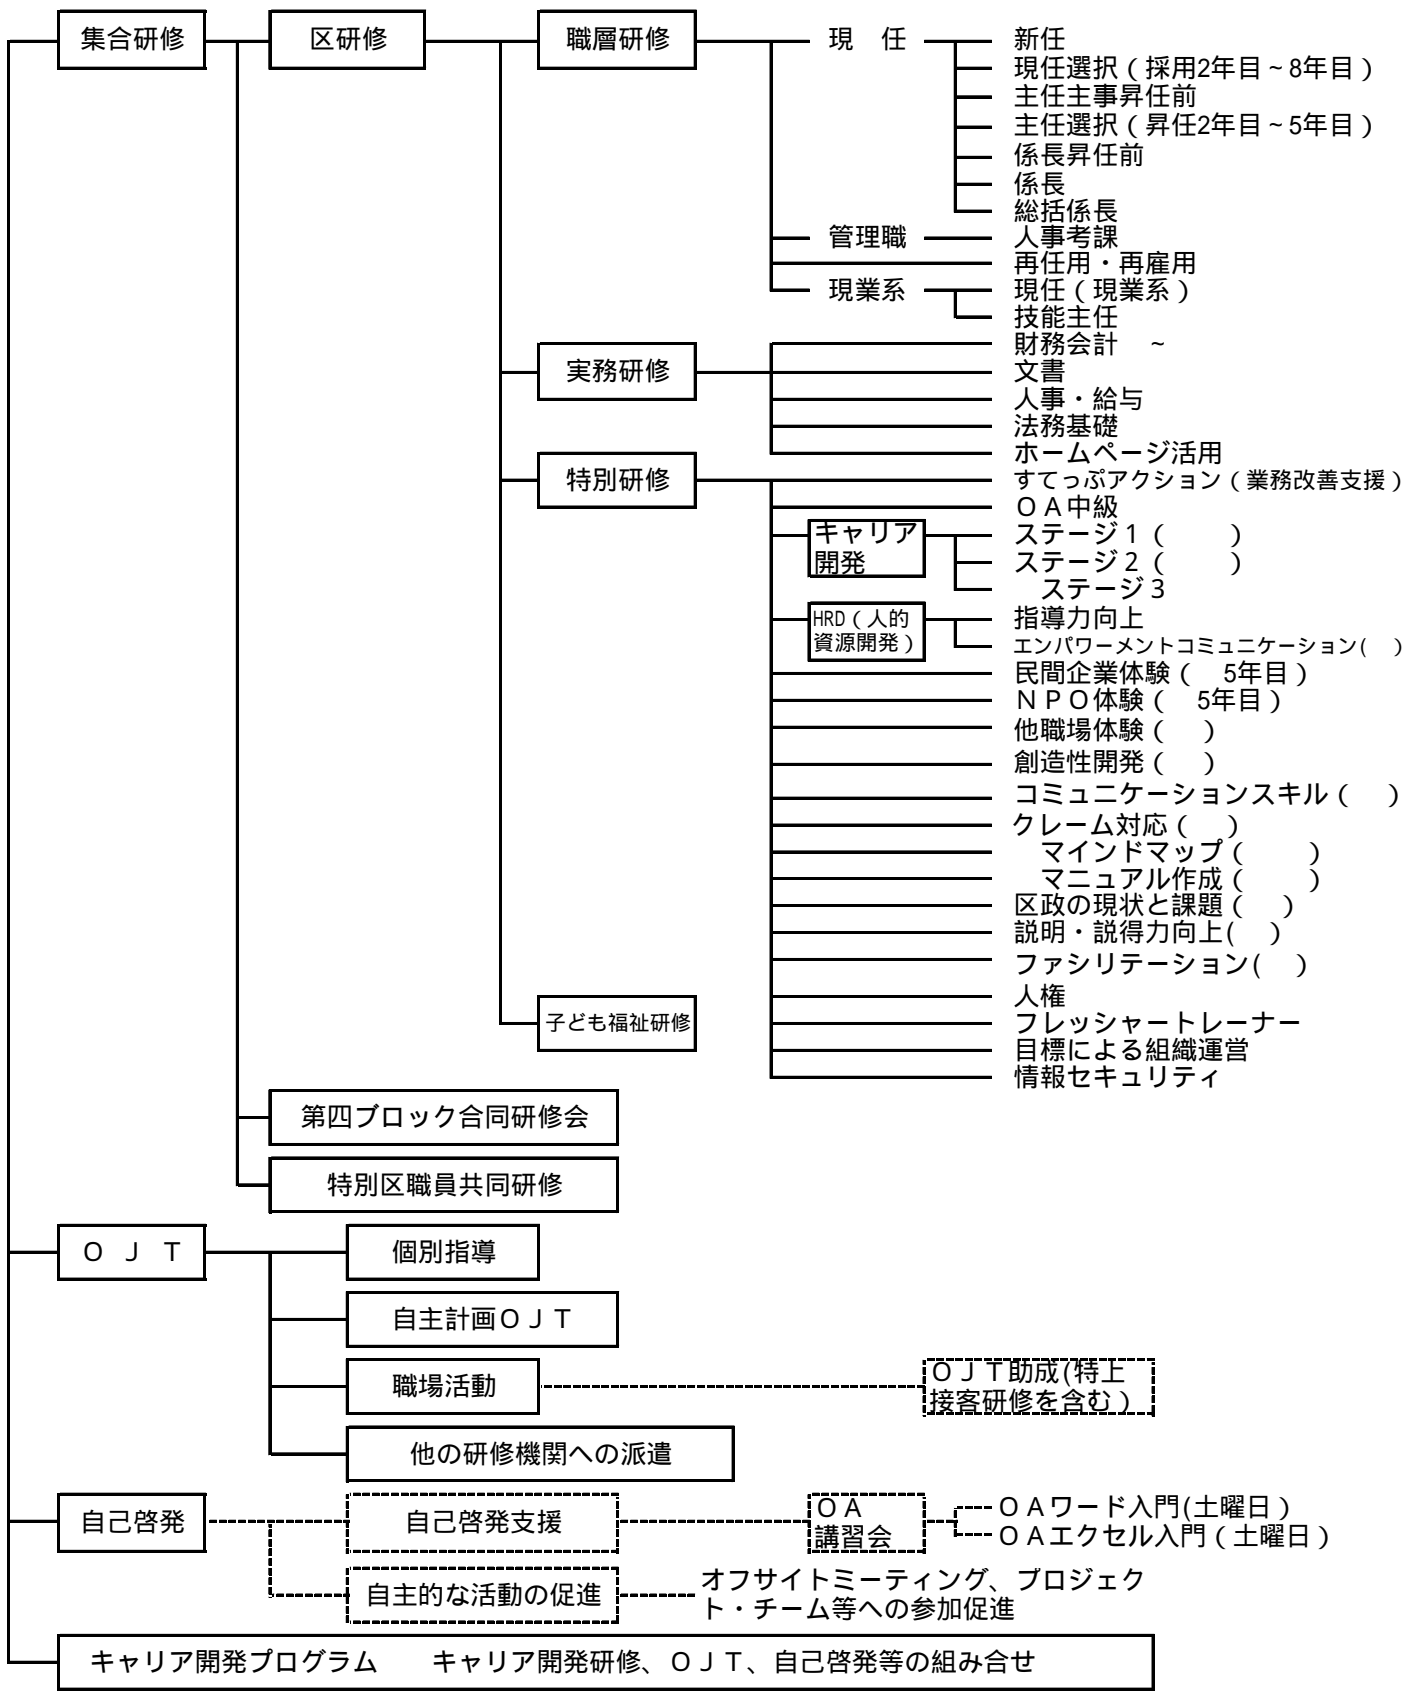 集合研修
区研修
職層研修
現　任
新任
現任選択（採用2年目～8年目）
主任主事昇任前
主任選択（昇任2年目～5年目）
係長昇任前
係長
総括係長
管理職
人事考課
再任用・再雇用
現業系
現任（現業系）
技能主任
実務研修
財務会計　～
文書
人事・給与
法務基礎
ホームページ活用
特別研修
すてっぷアクション（業務改善支援）
ＯＡ中級
キャリア
開発
ステージ１（　　）
ステージ２（　　）
ステージ３
HRD（人的
資源開発）
指導力向上
エンパワーメントコミュニケーション(　)
民間企業体験（　5年目）
ＮＰＯ体験（　5年目）
他職場体験（　）
創造性開発（　）
コミュニケーションスキル（　）
クレーム対応（　）
マインドマップ（　　）
マニュアル作成（　　）
区政の現状と課題（　）
説明・説得力向上(　)
ファシリテーション(　)
人権
フレッシャートレーナー
目標による組織運営
情報セキュリティ
子ども福祉研修
第四ブロック合同研修会
特別区職員共同研修
Ｏ Ｊ Ｔ
個別指導
自主計画ＯＪＴ
職場活動
ＯＪＴ助成(特上
接客研修を含む）
他の研修機関への派遣
自己啓発
自己啓発支援
ＯＡ
講習会
ＯＡワード入門(土曜日）
ＯＡエクセル入門（土曜日）
自主的な活動の促進
オフサイトミーティング、プロジェク
ト・チーム等への参加促進
キャリア開発プログラム　　キャリア開発研修、ＯＪＴ、自己啓発等の組み合せ